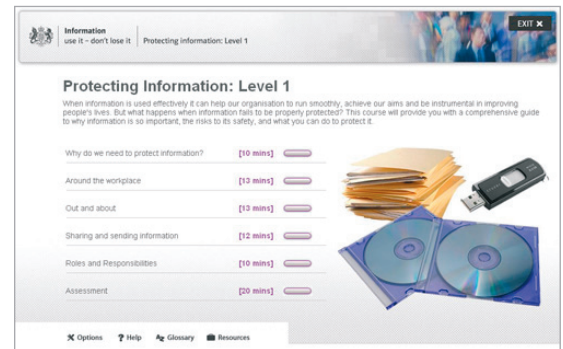 EXIT ✖
Information
use it – don't lose it | Protecting information: Level 1
Protecting Information: Level 1
When information is used effectively it can help our organisation to run smoothly, achieve our aims and be instrumental in improving
people's lives. But what happens when information fails to be properly protected? This course will provide you with a comprehensive guide
to why information is so important, the risks to its safety, and what you can do to protect it.
Why do we need to protect information? [10 mins]
Around the workplace [13 mins]
Out and about [13 mins]
Sharing and sending information [12 mins]
Roles and Responsibilities [10 mins]
Assessment [20 mins]
Options Help Glossary Resources